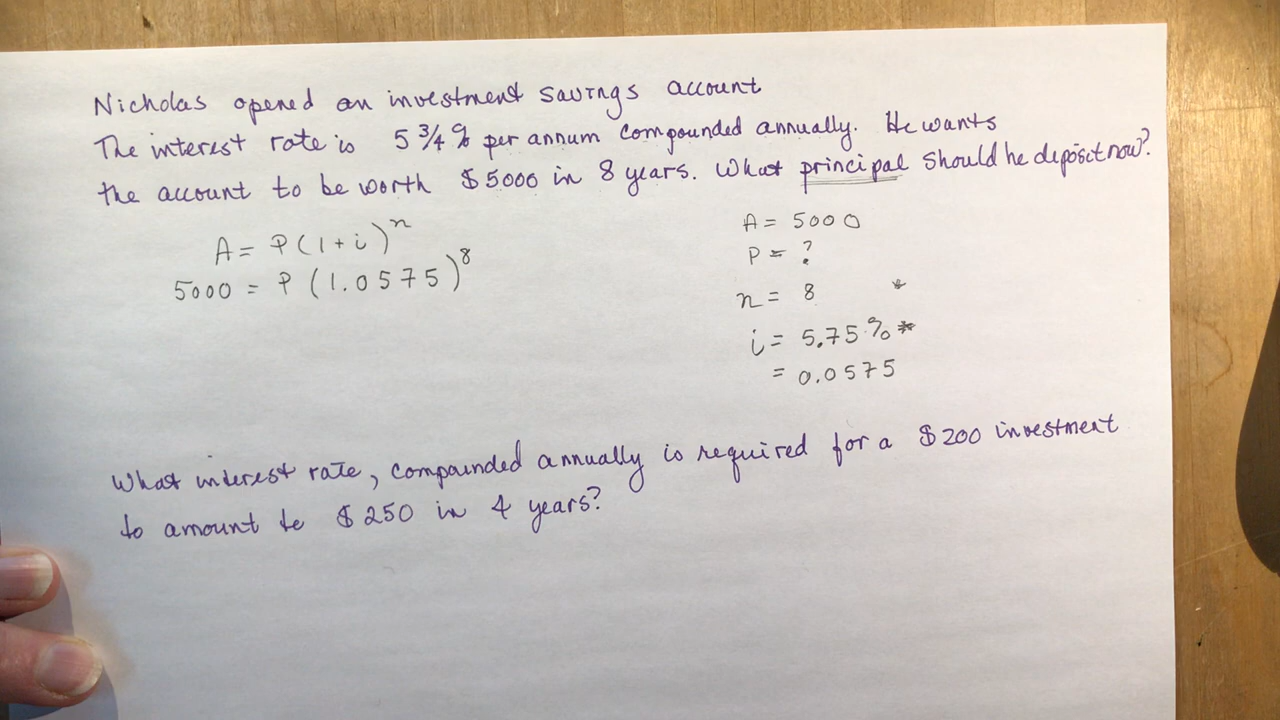 Nicholas opened an investment savings account
The interest rate is 5 3/4 % per annum compounded annually. He wants
the account to be worth $5000 in 8 years. What principal should he deposit now?
A = P(1+i)^n
5000 = P (1.0575)^8
A = 5000
P = ?
n = 8 *
i = 5.75% *
= 0.0575
What interest rate, compounded annually is required for a $200 investment
to amount to $250 in 4 years?